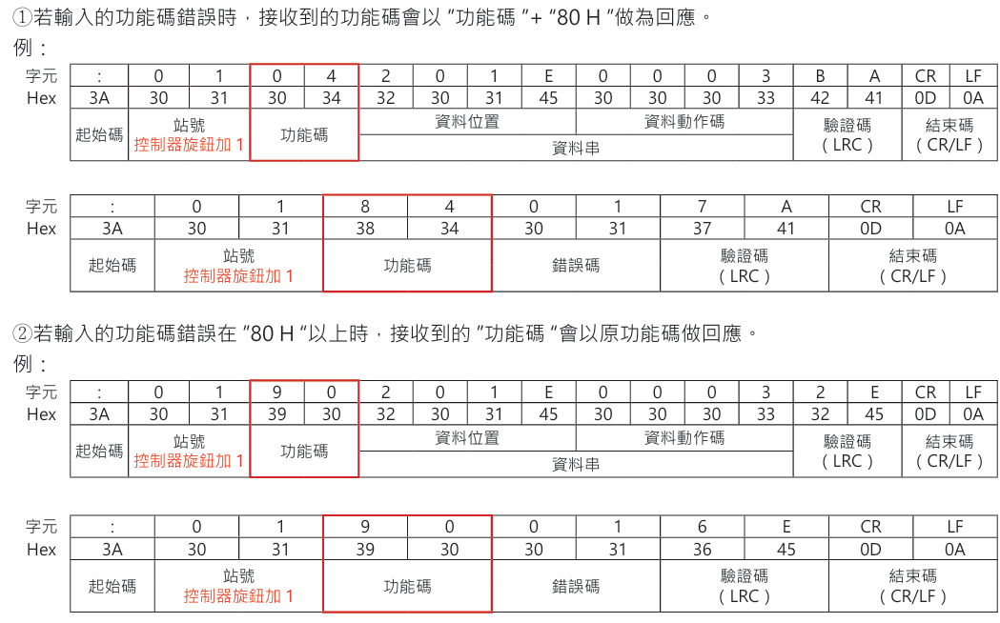 ①若輸入的功能碼錯誤時，接收到的功能碼會以 ”功能碼 ”+ “80 H ”做為回應。
例：
字元 : 0 1 0 4 2 0 1 E 0 0 0 3 B A CR LF
Hex 3A 30 31 30 34 32 30 31 45 30 30 30 33 42 41 0D 0A
起始碼 站號 功能碼 資料位置 資料動作碼 驗證碼 結束碼
控制器旋鈕加 1 資料串 ( LRC ) ( CR/LF )
字元 : 0 1 8 4 0 1 7 A CR LF
Hex 3A 30 31 38 34 30 31 37 41 0D 0A
起始碼 站號 功能碼 錯誤碼 驗證碼 結束碼
控制器旋鈕加 1 ( LRC ) ( CR/LF )
②若輸入的功能碼錯誤在 ”80 H “以上時，接收到的 ”功能碼 “會以原功能碼做回應。
例：
字元 : 0 1 9 0 2 0 1 E 0 0 0 3 2 E CR LF
Hex 3A 30 31 39 30 32 30 31 45 30 30 30 33 32 45 0D 0A
起始碼 站號 功能碼 資料位置 資料動作碼 驗證碼 結束碼
控制器旋鈕加 1 資料串 ( LRC ) ( CR/LF )
字元 : 0 1 9 0 0 1 6 E CR LF
Hex 3A 30 31 39 30 30 31 36 45 0D 0A
起始碼 站號 功能碼 錯誤碼 驗證碼 結束碼
控制器旋鈕加 1 ( LRC ) ( CR/LF )